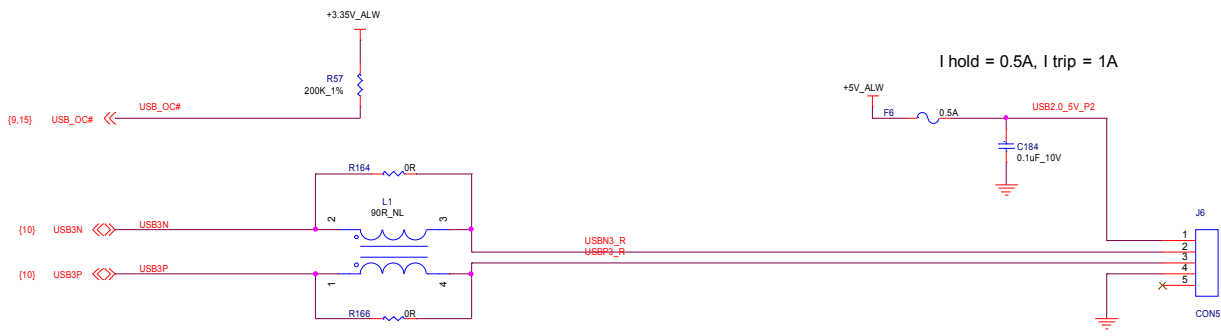 +3.35V_ALW
I hold = 0.5A, I trip = 1A
R57
200K_1%
+5V_ALW
USB_OC#
USB2.0_5V_P2
{9,15} USB_OC#
F6 0.5A
C184
0.1uF_10V
R164 0R
L1
90R_NL
J6
2 3
{10} USB3N USB3N
1
USBN3_R
2
USBP3_R
3
{10} USB3P USB3P
4
1 4
5
R166 0R
CON5